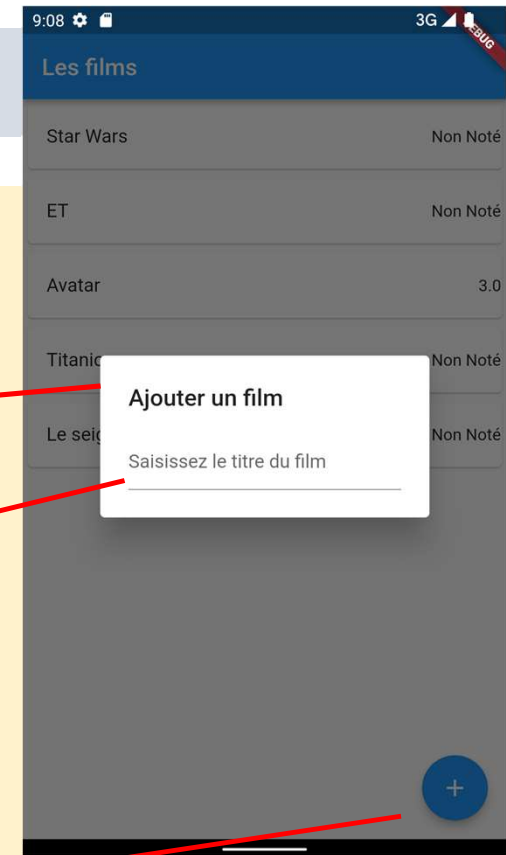 9:08 3G
DEBUG
Les films
Star Wars Non Noté
ET Non Noté
Avatar 3.0
Titanic Non Noté
Ajouter un film
Le seig Non Noté
Saisissez le titre du film
+